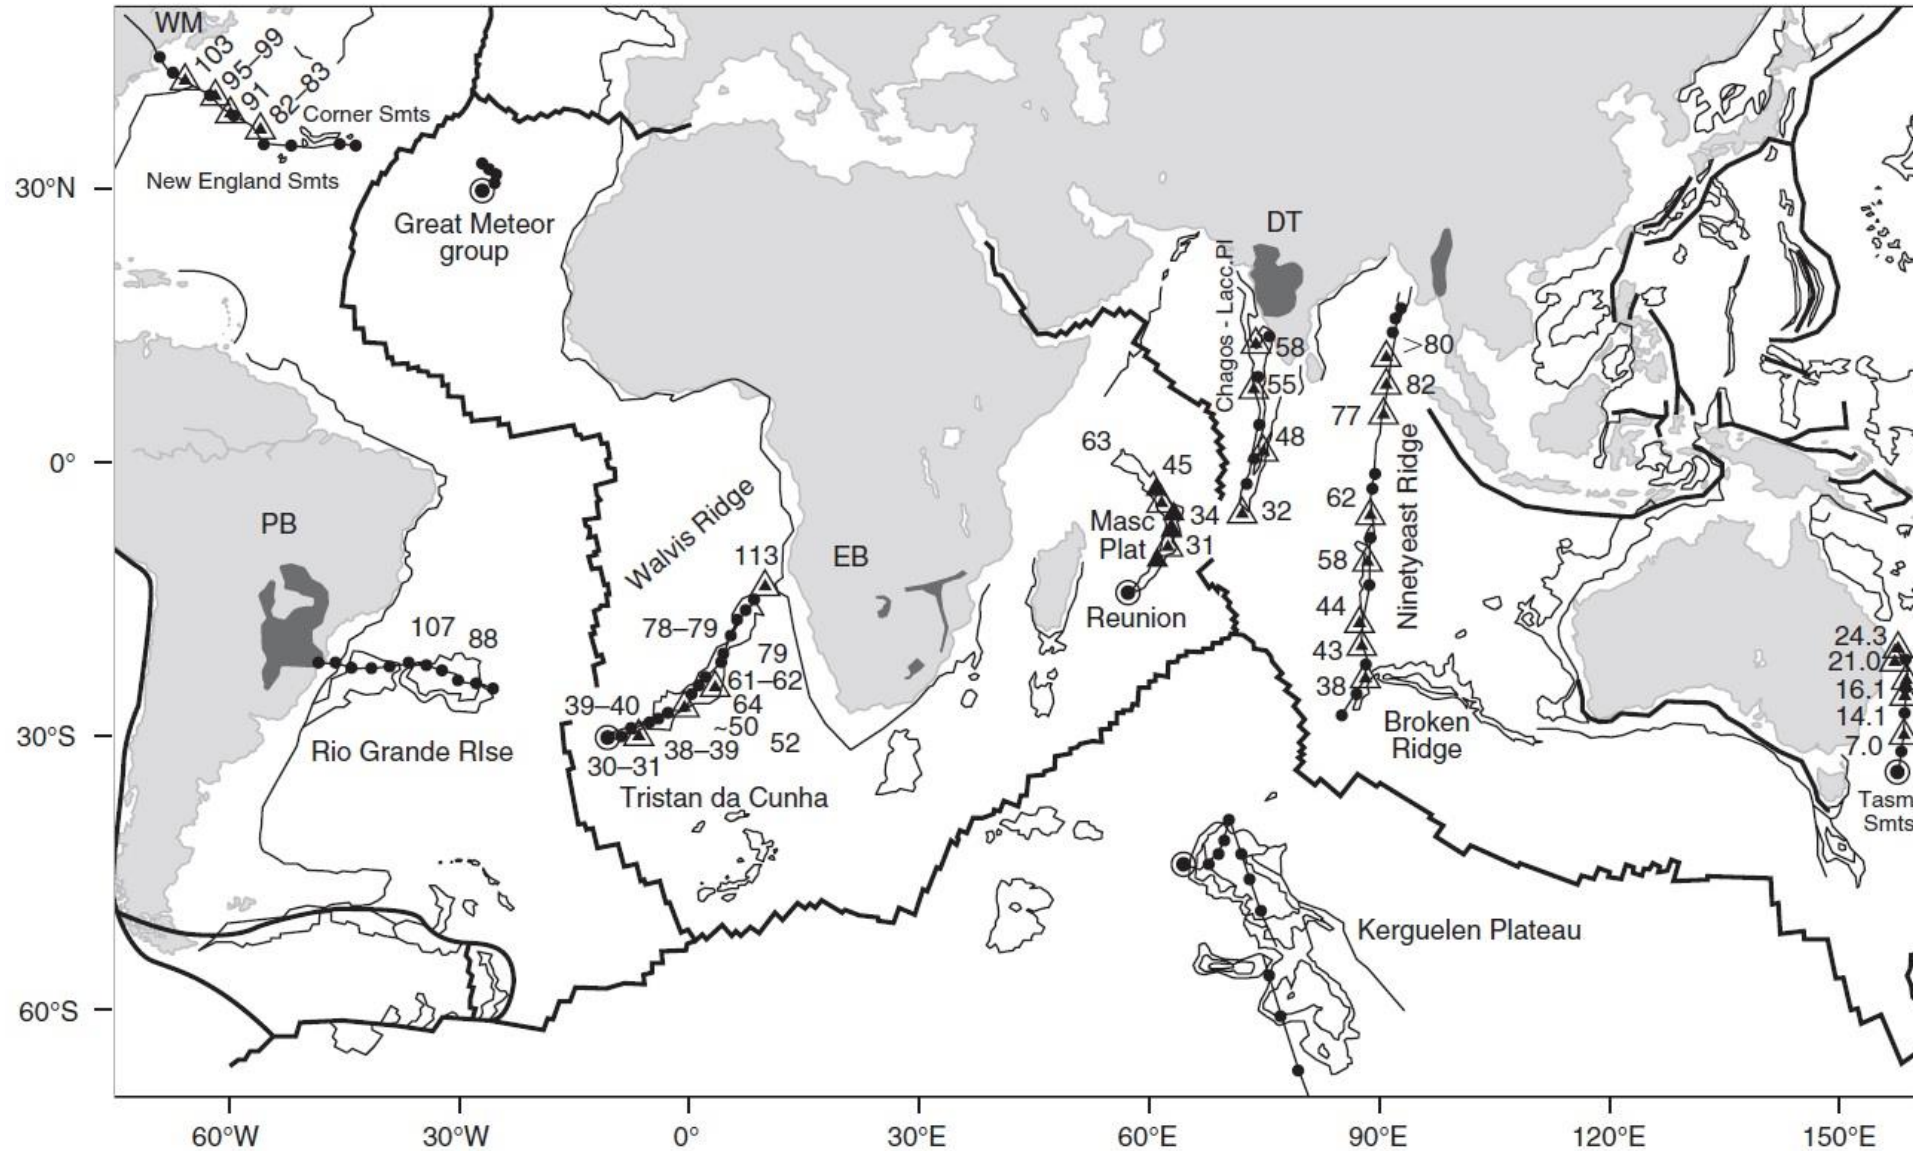 WM
103
95–99
91
82–83
Corner Smts
New England Smts
30°N
Great Meteor
group
DT
Chagos - Lacc.Pl
58
55
48
32
>80
82
77
62
58
44
43
38
Ninetyeast Ridge
0°
63
45
34
31
Masc
Plat
Reunion
PB
EB
Walvis Ridge
113
78–79
79
61–62
64
~50
52
39–40
38–39
30–31
Tristan da Cunha
107
88
Rio Grande RIse
30°S
Broken
Ridge
24.3
21.0
16.1
14.1
7.0
Tasm
Smts
Kerguelen Plateau
60°S
60°W
30°W
0°
30°E
60°E
90°E
120°E
150°E